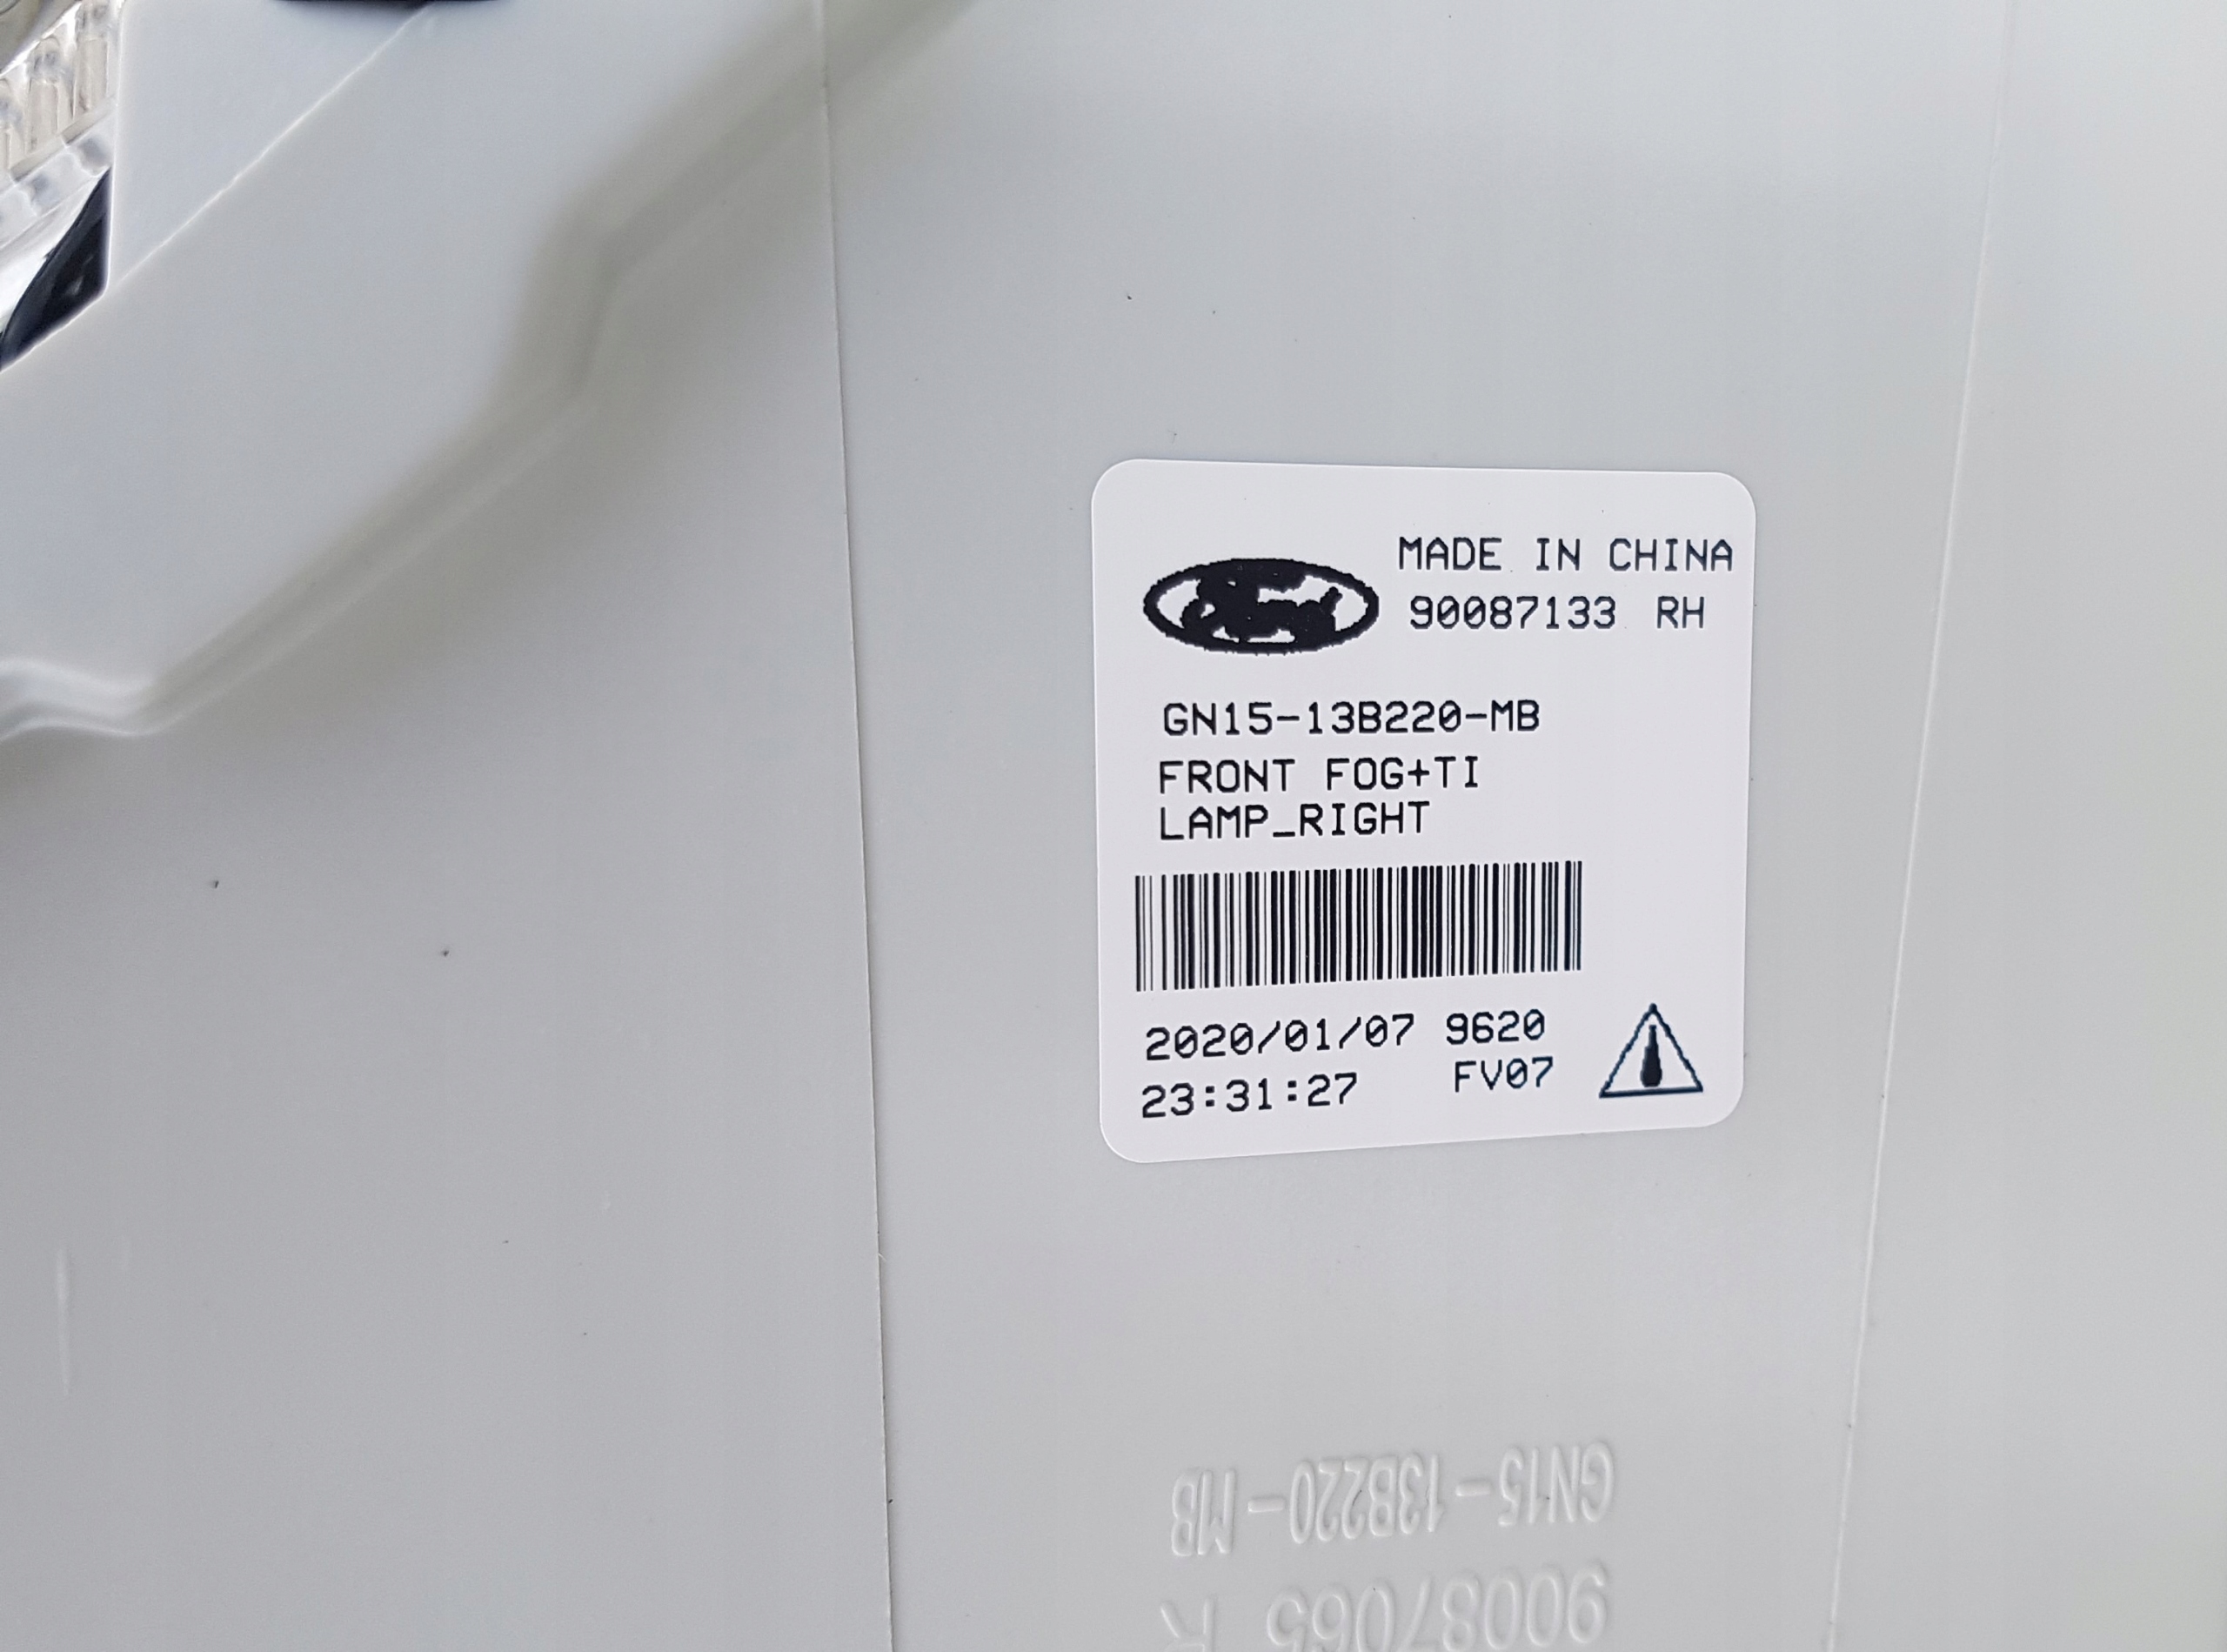 MADE IN CHINA
90087133 RH
GN15-13B220-MB
FRONT FOG+TI
LAMP_RIGHT
2020/01/07 9620
23:31:27 FV07
GN15-13B220-MB
90087065 R